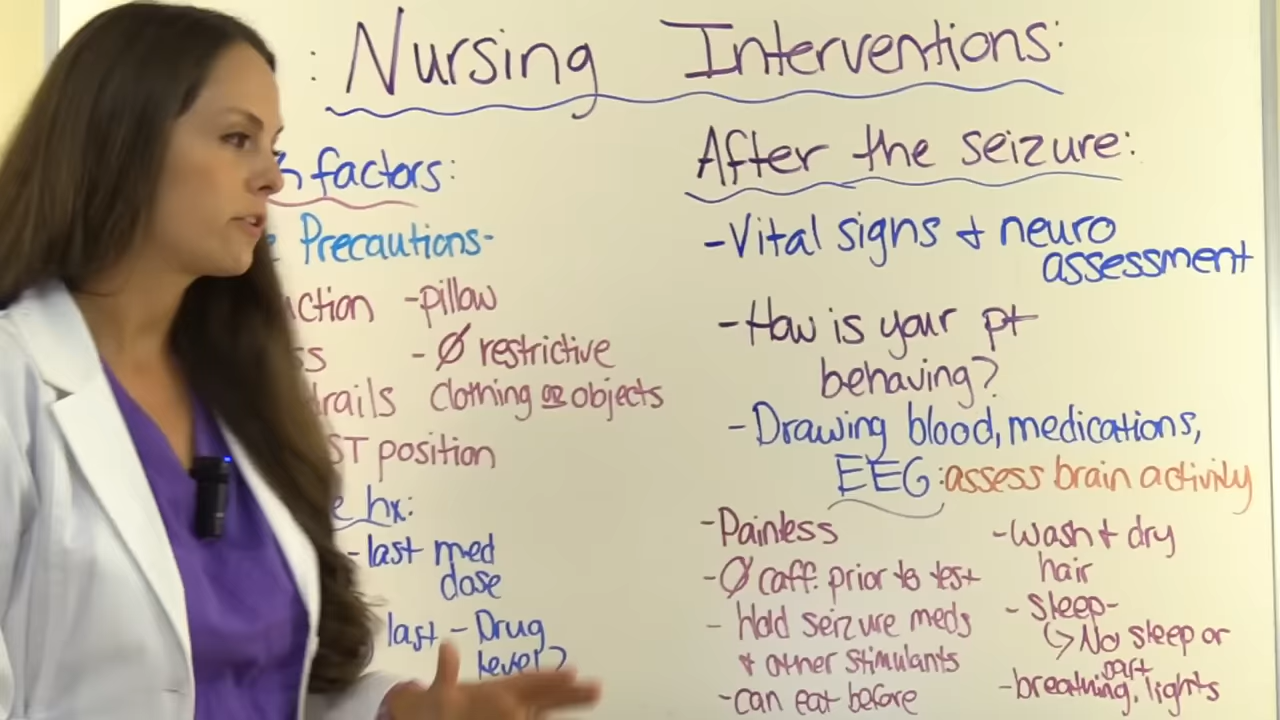 : Nursing Interventions:
factors:
Precautions-
-pillow
- Ø restrictive
clothing or objects
position
hx:
-last med
dose
last - Drug
level?
After the seizure:
-Vital signs + neuro
assessment
-How is your pt
behaving?
-Drawing blood, medications,
EEG: assess brain activity
-Painless
-Ø caff. prior to test
- Hold seizure meds
+ other stimulants
-can eat before
-wash + dry
hair
- sleep-
↳ No sleep or
part
-breathing, lights